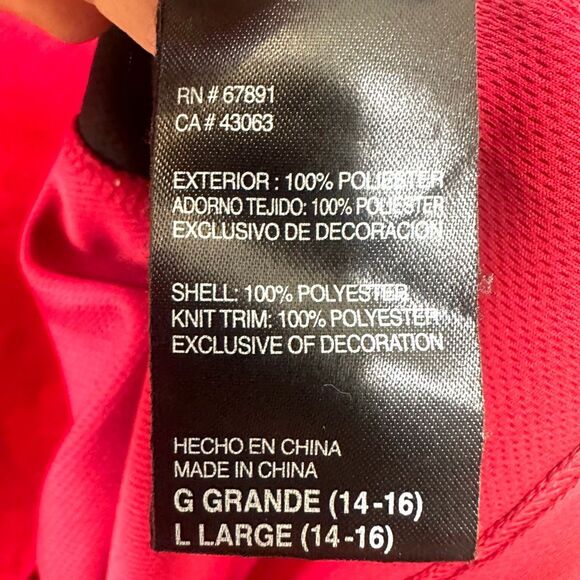 RN # 67891
CA # 43063
EXTERIOR : 100% POLIESTER
ADORNO TEJIDO: 100% POLIESTER
EXCLUSIVO DE DECORACION
SHELL: 100% POLYESTER
KNIT TRIM: 100% POLYESTER
EXCLUSIVE OF DECORATION
HECHO EN CHINA
MADE IN CHINA
G GRANDE (14-16)
L LARGE (14-16)